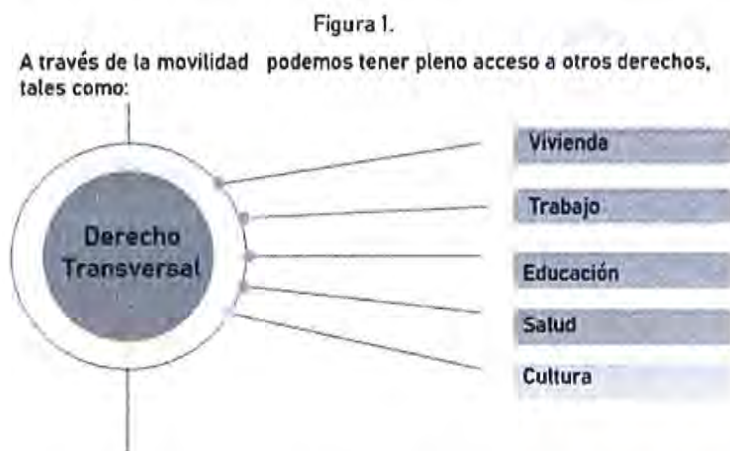 Figura 1.
A través de la movilidad podemos tener pleno acceso a otros derechos,
tales como:
Derecho
Transversal
Vivienda
Trabajo
Educación
Salud
Cultura